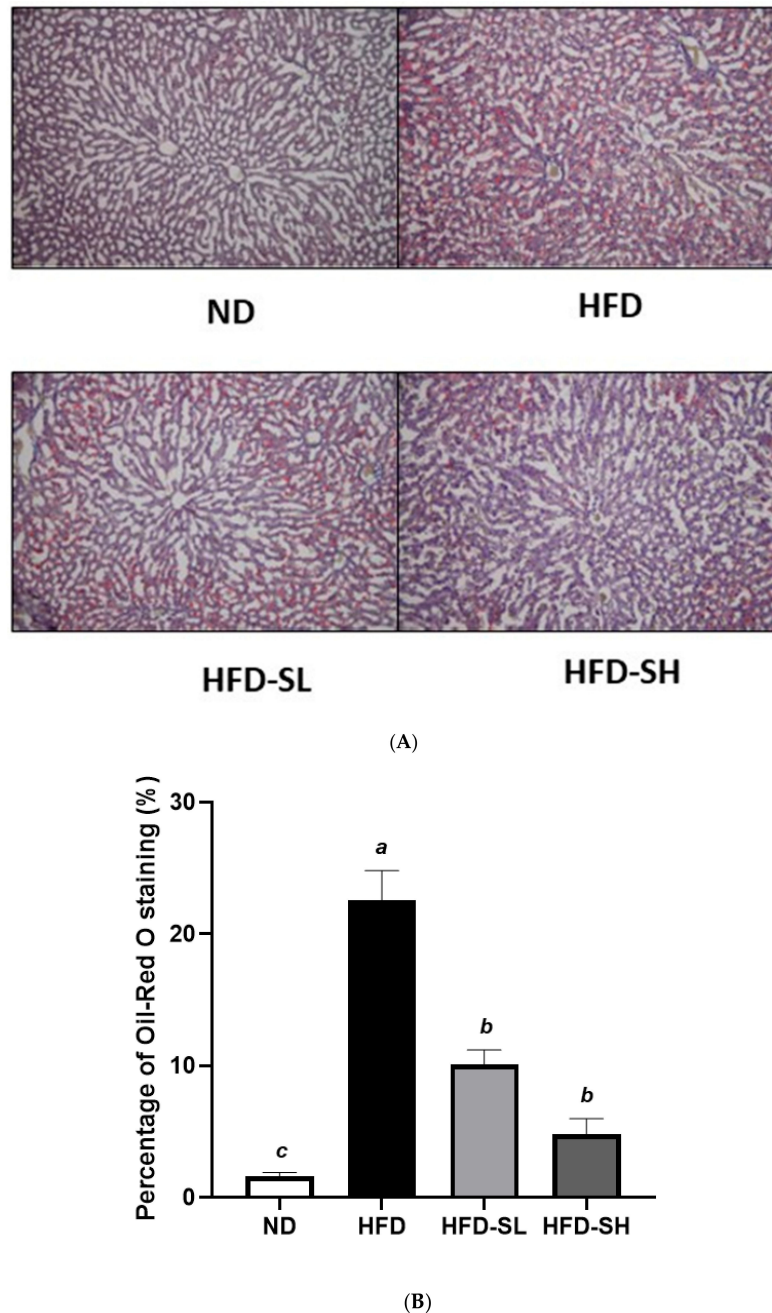 ND
HFD
HFD-SL
HFD-SH
(A)
Percentage of Oil-Red O staining (%)
30
20
10
0
c
a
b
b
ND
HFD
HFD-SL
HFD-SH
(B)